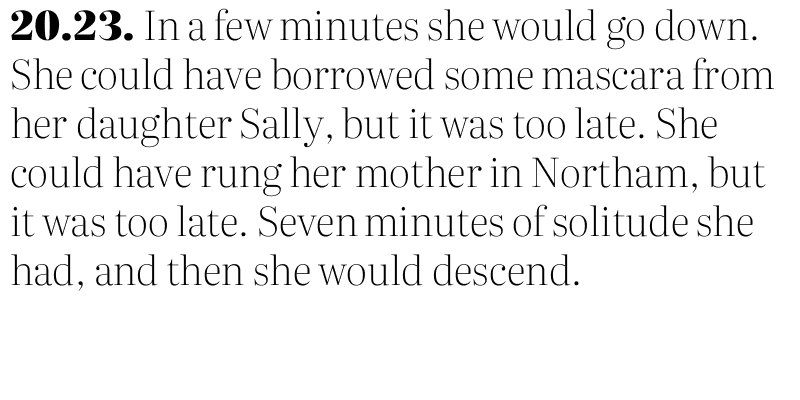 20.23. In a few minutes she would go down.
She could have borrowed some mascara from
her daughter Sally, but it was too late. She
could have rung her mother in Northam, but
it was too late. Seven minutes of solitude she
had, and then she would descend.